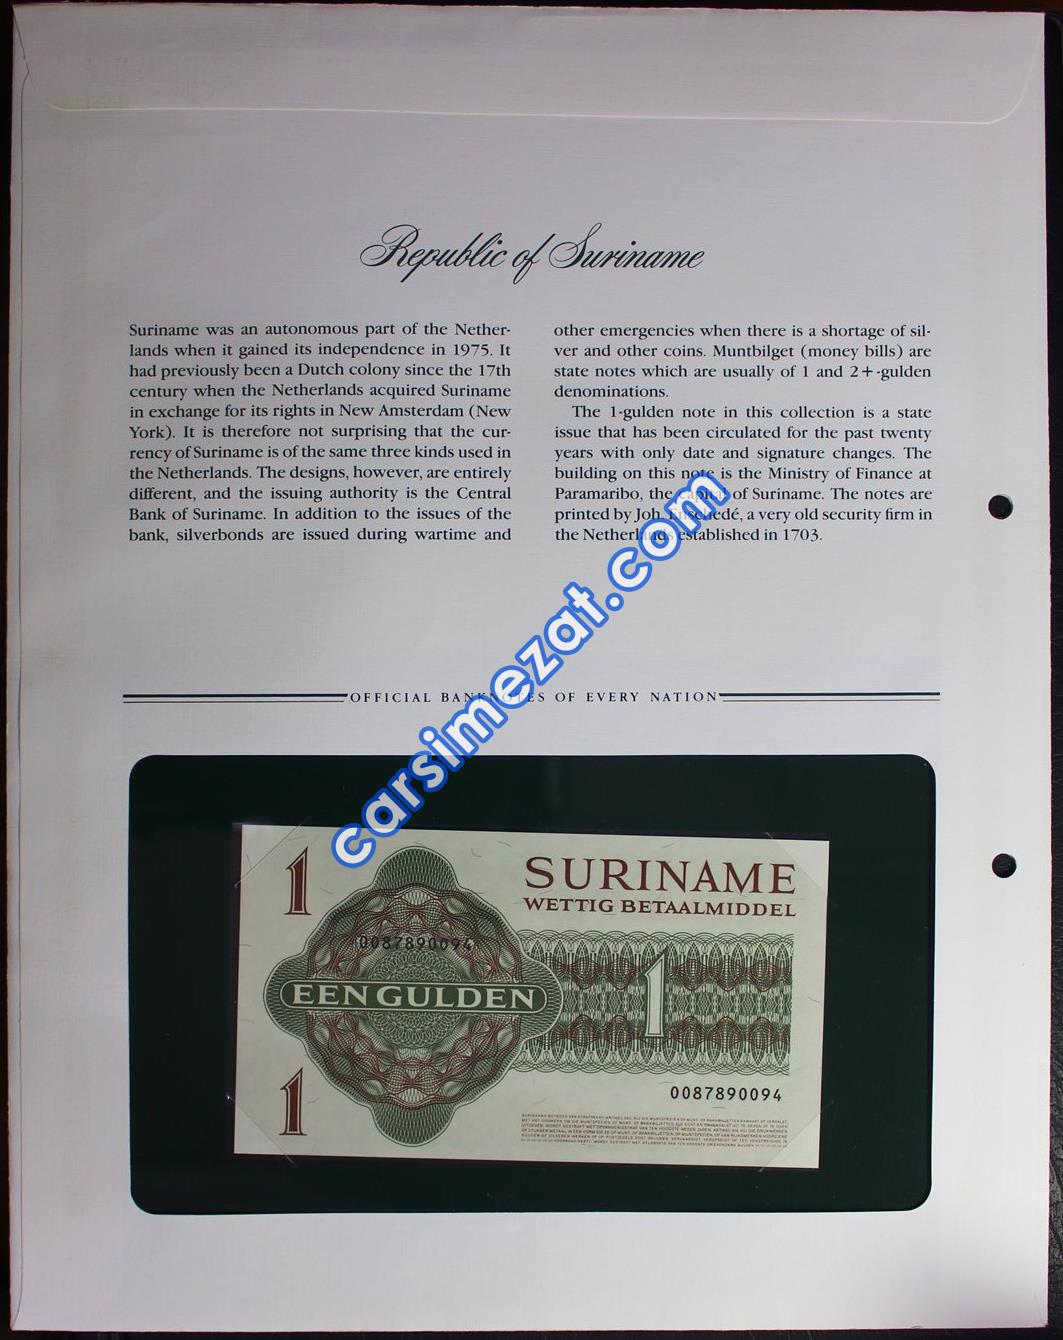 Republic of Suriname
Suriname was an autonomous part of the Nether-
lands when it gained its independence in 1975. It
had previously been a Dutch colony since the 17th
century when the Netherlands acquired Suriname
in exchange for its rights in New Amsterdam (New
York). It is therefore not surprising that the cur-
rency of Suriname is of the same three kinds used in
the Netherlands. The designs, however, are entirely
different, and the issuing authority is the Central
Bank of Suriname. In addition to the issues of the
bank, silverbonds are issued during wartime and
other emergencies when there is a shortage of sil-
ver and other coins. Muntbilget (money bills) are
state notes which are usually of 1 and 2+-gulden
denominations.
The 1-gulden note in this collection is a state
issue that has been circulated for the past twenty
years with only date and signature changes. The
building on this note is the Ministry of Finance at
Paramaribo, the capital of Suriname. The notes are
printed by Joh. Enschedé, a very old security firm in
the Netherlands established in 1703.
OFFICIAL BANKNOTES OF EVERY NATION
carsimezat.com
1
SURINAME
WETTIG BETAALMIDDEL
0087890094
EEN GULDEN
1
1
0087890094